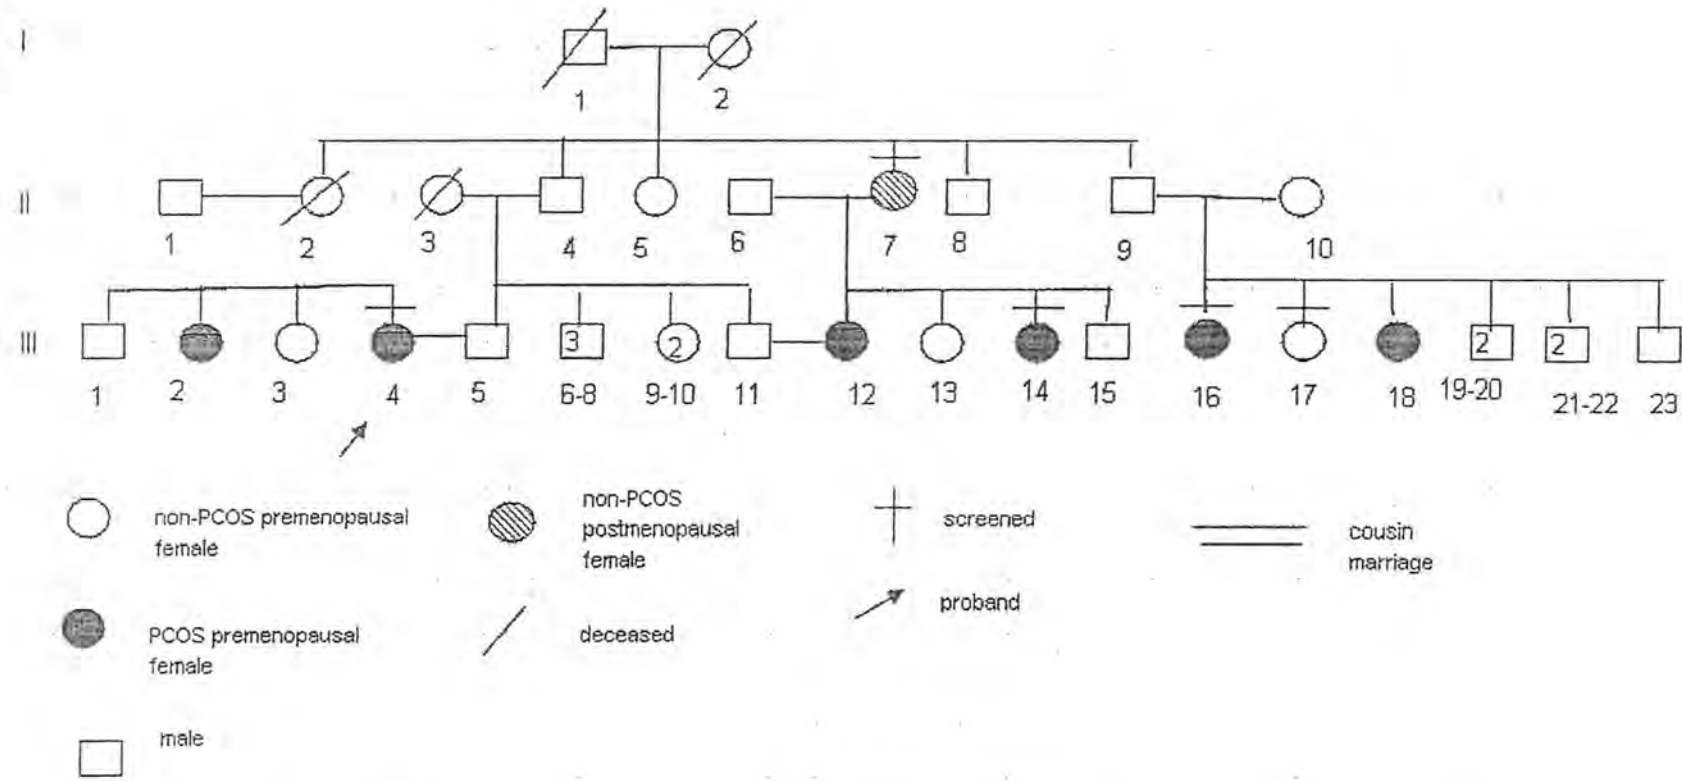 I
1 2
II
1 2 3 4 5 6 7 8 9 10
III
3 2 2 2
1 2 3 4 5 6-8 9-10 11 12 13 14 15 16 17 18 19-20 21-22 23
non-PCOS premenopausal
female
non-PCOS
postmenopausal
female
screened
cousin
marriage
PCOS premenopausal
female
deceased
proband
male